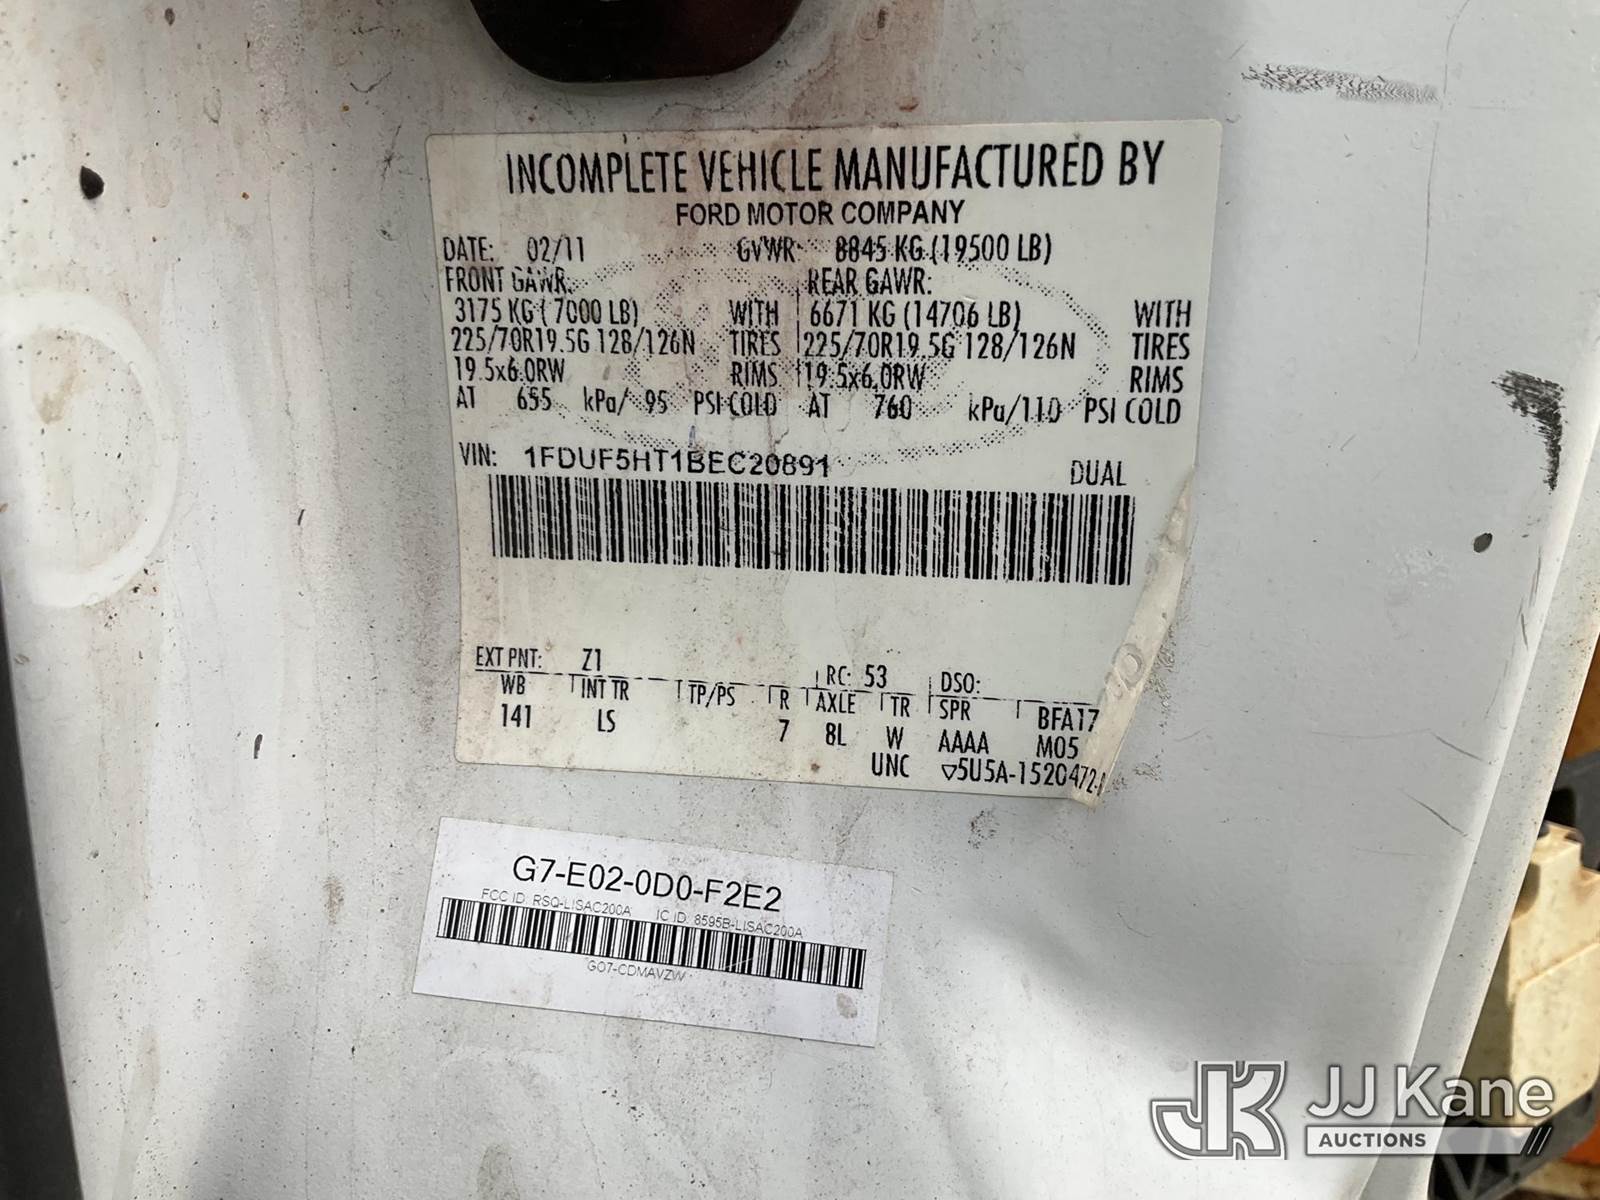 INCOMPLETE VEHICLE MANUFACTURED BY
FORD MOTOR COMPANY
DATE: 02/11 GVWR: 8845 KG (19500 LB)
FRONT GAWR: REAR GAWR:
3175 KG ( 7000 LB) WITH 6671 KG (14706 LB) WITH
225/70R19.5G 128/126N TIRES 225/70R19.5G 128/126N TIRES
19.5x6.0RW RIMS 19.5x6.0RW RIMS
AT 655 kPa/ 95 PSI COLD AT 760 kPa/110 PSI COLD
VIN: 1FDUF5HT1BEC20891 DUAL
EXT PNT: Z1 RC: 53 DSO:
WB INT TR TP/PS R AXLE TR SPR BFA17
141 LS 7 8L W AAAA M05
UNC ▽5U5A-1520472-
G7-E02-0D0-F2E2
FCC ID: RSQ-LISAC200A IC ID: 8595B-LISAC200A
GO7-CDMAVZW
JK JJ Kane
AUCTIONS